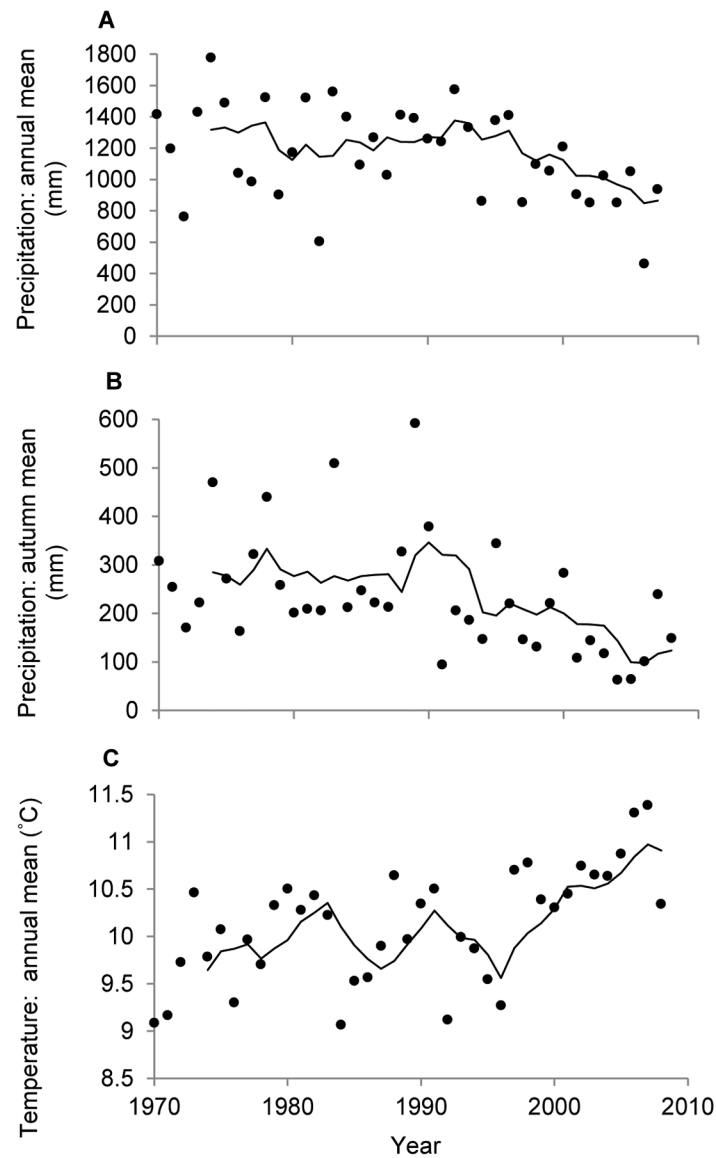 A
Precipitation: annual mean
(mm)
1800
1600
1400
1200
1000
800
600
400
200
0
B
Precipitation: autumn mean
(mm)
600
500
400
300
200
100
0
C
Temperature: annual mean (°C)
11.5
11
10.5
10
9.5
9
8.5
1970 1980 1990 2000 2010
Year